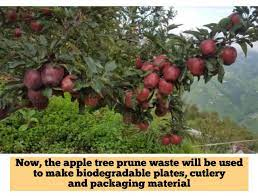 Now, the apple tree prune waste will be used
to make biodegradable plates, cutlery
and packaging material